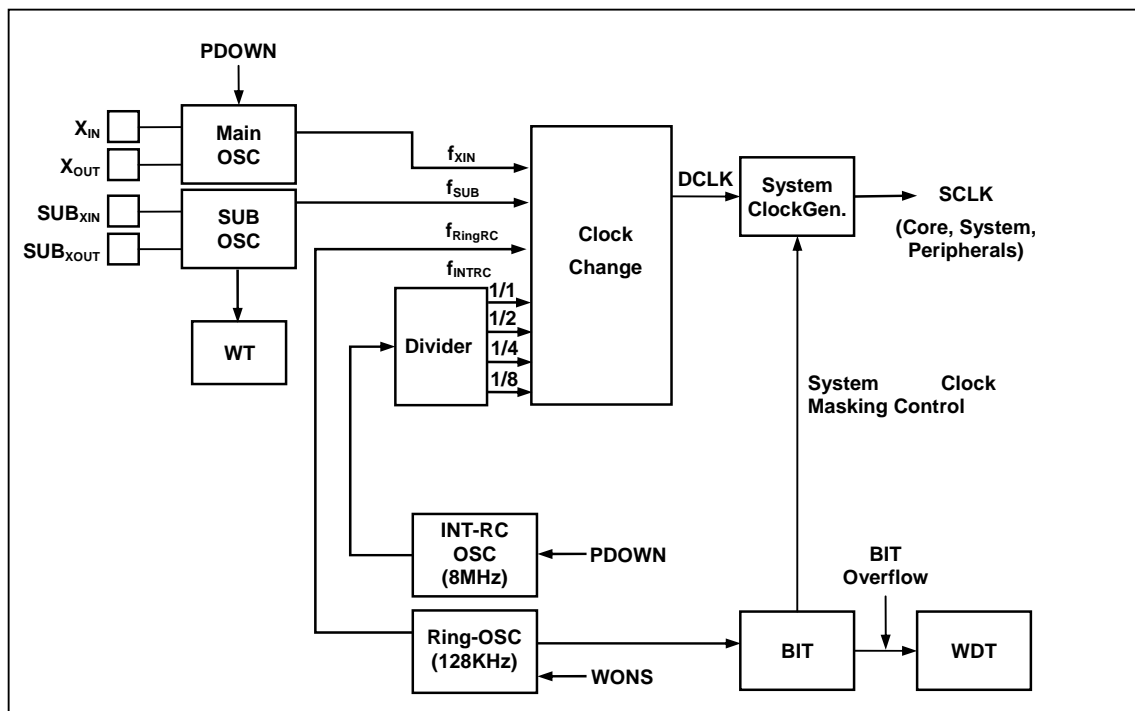 PDOWN
XIN
XOUT
Main
OSC
SUBXIN
SUBXOUT
SUB
OSC
WT
fXIN
fSUB
fRingRC
fINTRC
1/1
1/2
1/4
1/8
Divider
Clock
Change
DCLK
System
ClockGen.
SCLK
(Core, System,
Peripherals)
System Clock
Masking Control
INT-RC
OSC
(8MHz)
PDOWN
Ring-OSC
(128KHz)
WONS
BIT
BIT
Overflow
WDT